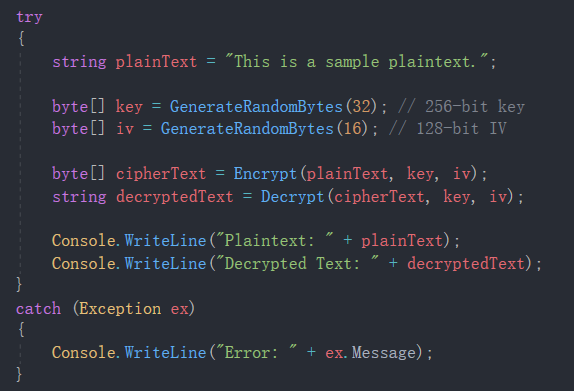 try
{
    string plainText = "This is a sample plaintext.";
    byte[] key = GenerateRandomBytes(32); // 256-bit key
    byte[] iv = GenerateRandomBytes(16); // 128-bit IV
    byte[] cipherText = Encrypt(plainText, key, iv);
    string decryptedText = Decrypt(cipherText, key, iv);
    Console.WriteLine("Plaintext: " + plainText);
    Console.WriteLine("Decrypted Text: " + decryptedText);
}
catch (Exception ex)
{
    Console.WriteLine("Error: " + ex.Message);
}